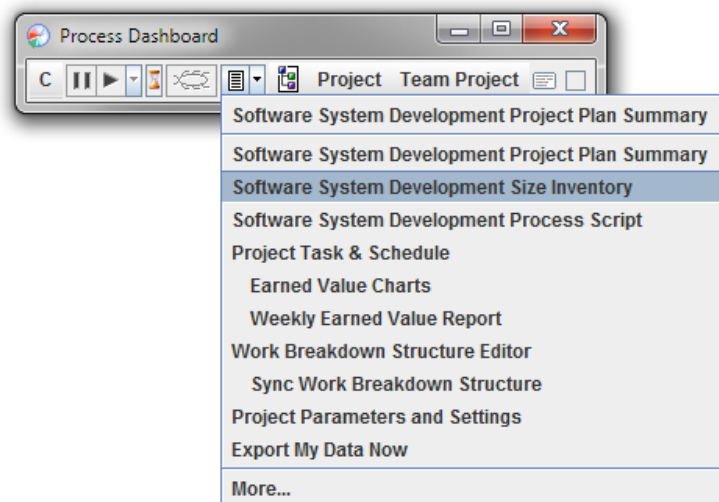 Process Dashboard
C Project Team Project
Software System Development Project Plan Summary
Software System Development Project Plan Summary
Software System Development Size Inventory
Software System Development Process Script
Project Task & Schedule
Earned Value Charts
Weekly Earned Value Report
Work Breakdown Structure Editor
Sync Work Breakdown Structure
Project Parameters and Settings
Export My Data Now
More...